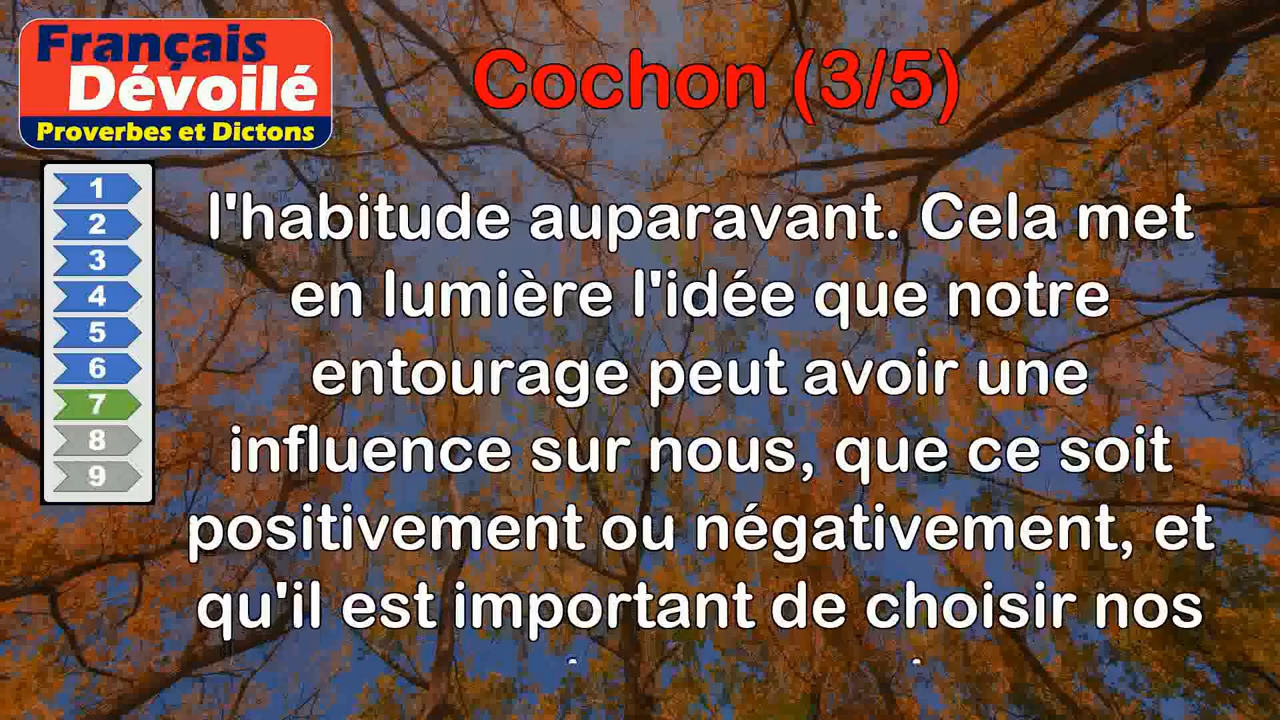 Français
Dévoilé
Proverbes et Dictons
Cochon (3/5)
1
2
3
4
5
6
7
8
9
l'habitude auparavant. Cela met
en lumière l'idée que notre
entourage peut avoir une
influence sur nous, que ce soit
positivement ou négativement, et
qu'il est important de choisir nos